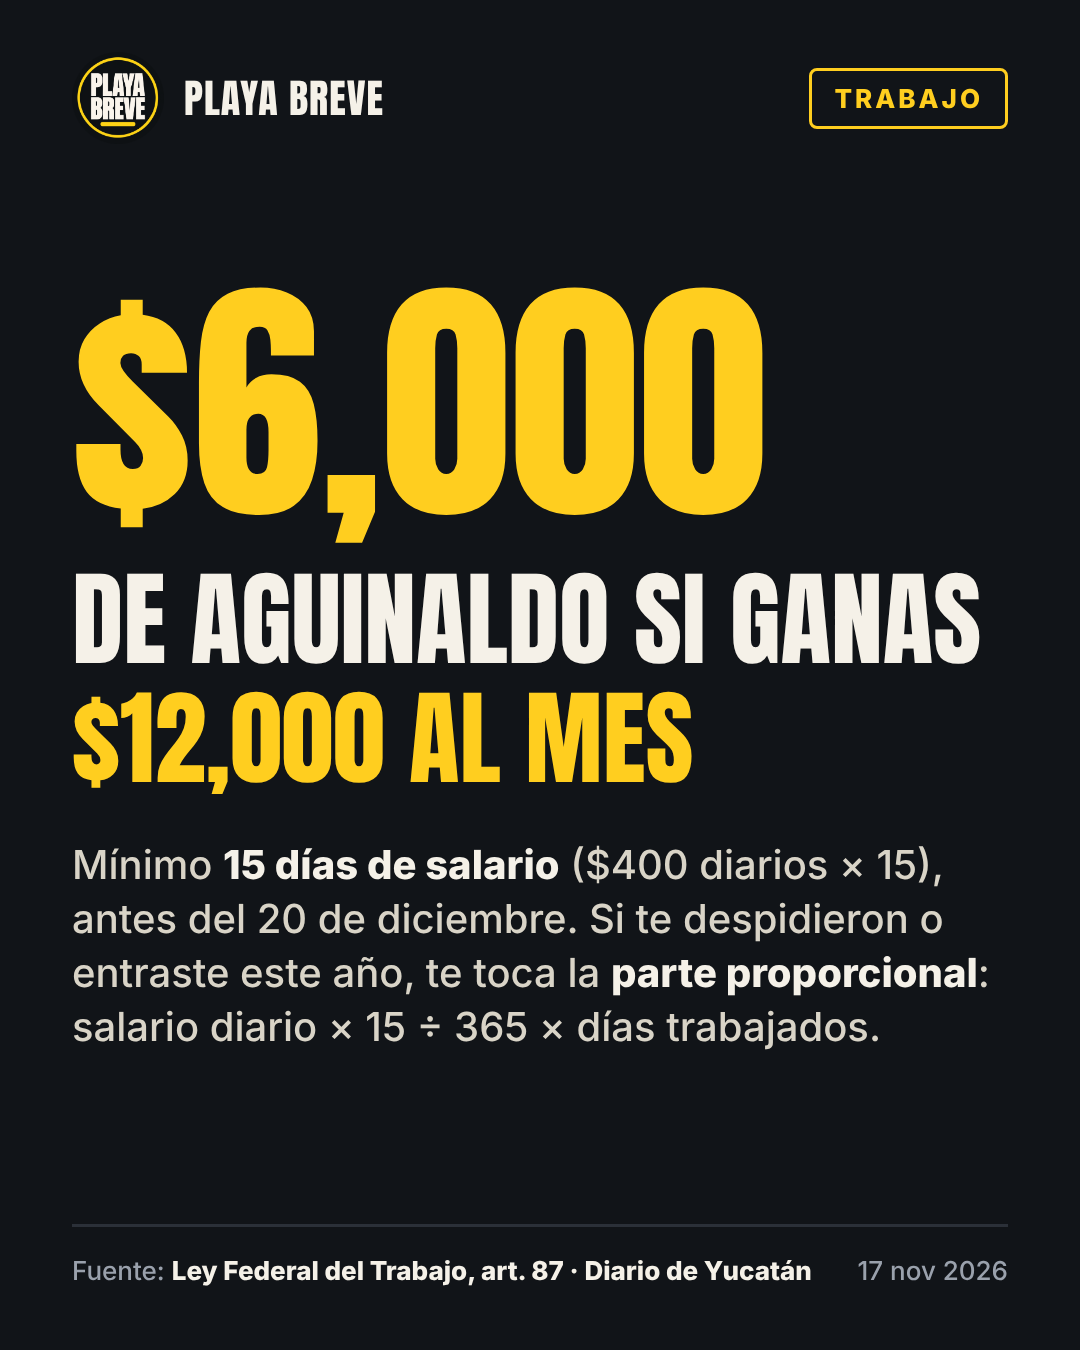 PLAYA
BREVE
PLAYA BREVE
TRABAJO
$6,000
DE AGUINALDO SI GANAS
$12,000 AL MES
Mínimo 15 días de salario ($400 diarios × 15),
antes del 20 de diciembre. Si te despidieron o
entraste este año, te toca la parte proporcional:
salario diario × 15 ÷ 365 × días trabajados.
Fuente: Ley Federal del Trabajo, art. 87 · Diario de Yucatán
17 nov 2026